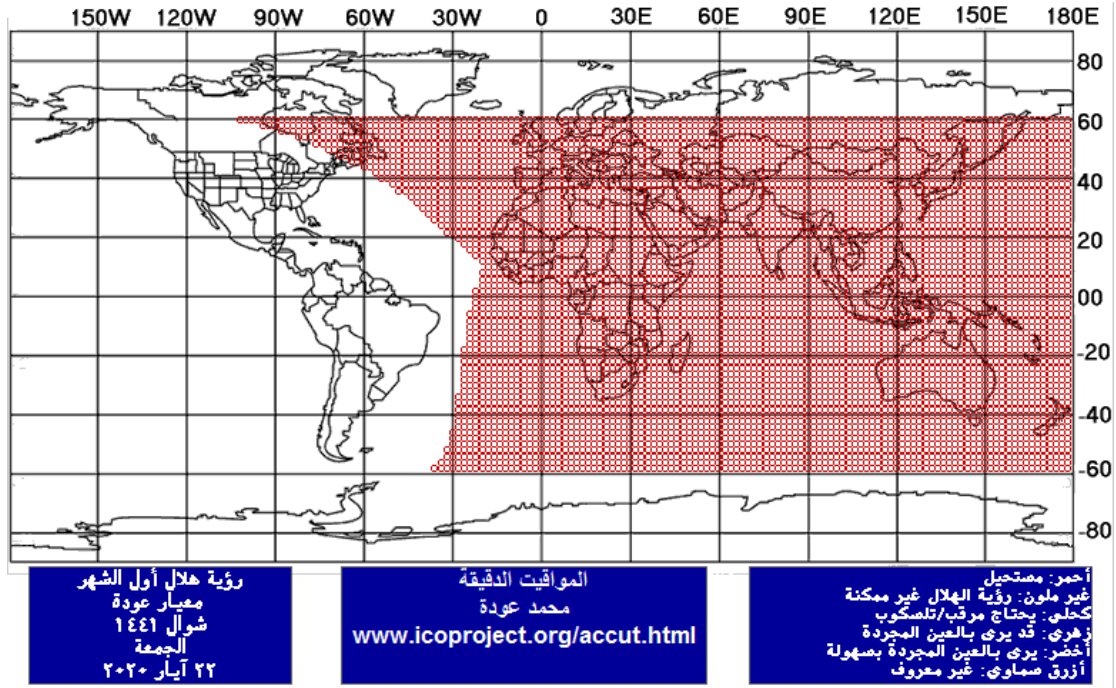 150W 120W 90W 60W 30W 0 30E 60E 90E 120E 150E 180E
80
60
40
20
00
-20
-40
-60
-80
رؤية هلال أول الشهر
معيار عودة
شوال ١٤٤١
الجمعة
٢٢ آيار ٢٠٢٠
المواقيت الدقيقة
محمد عودة
www.icoproject.org/accut.html
أحمر: مستحيل
غير ملون: رؤية الهلال غير ممكنة
كحلي: يحتاج مرقب/تلسكوب
زهري: قد يرى بالعين المجردة
أخضر: يرى بالعين المجردة بسهولة
أزرق سماوي: غير معروف